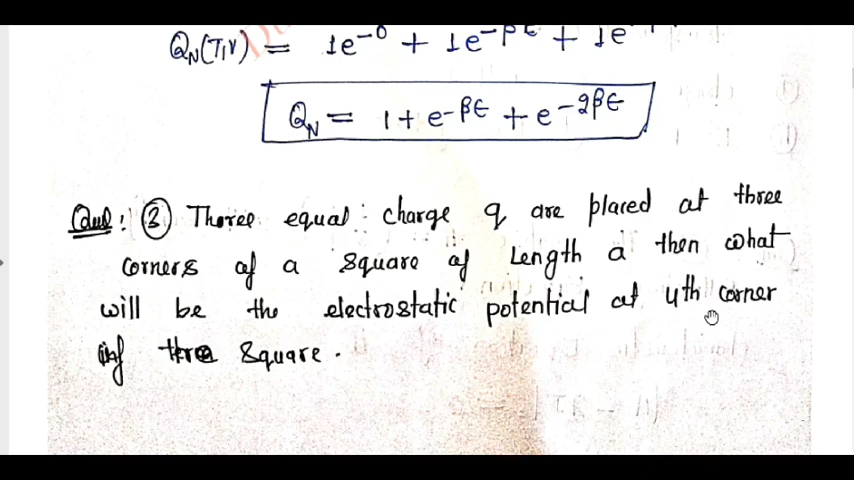 Q_N(T,V) = 1e^{-0} + 1e^{-βε} + 1e
Q_N = 1 + e^{-βε} + e^{-2βε}
Que: ③ Three equal charge q are placed at three
corners of a square of Length a then what
will be the electrostatic potential at 4th corner
of the square.